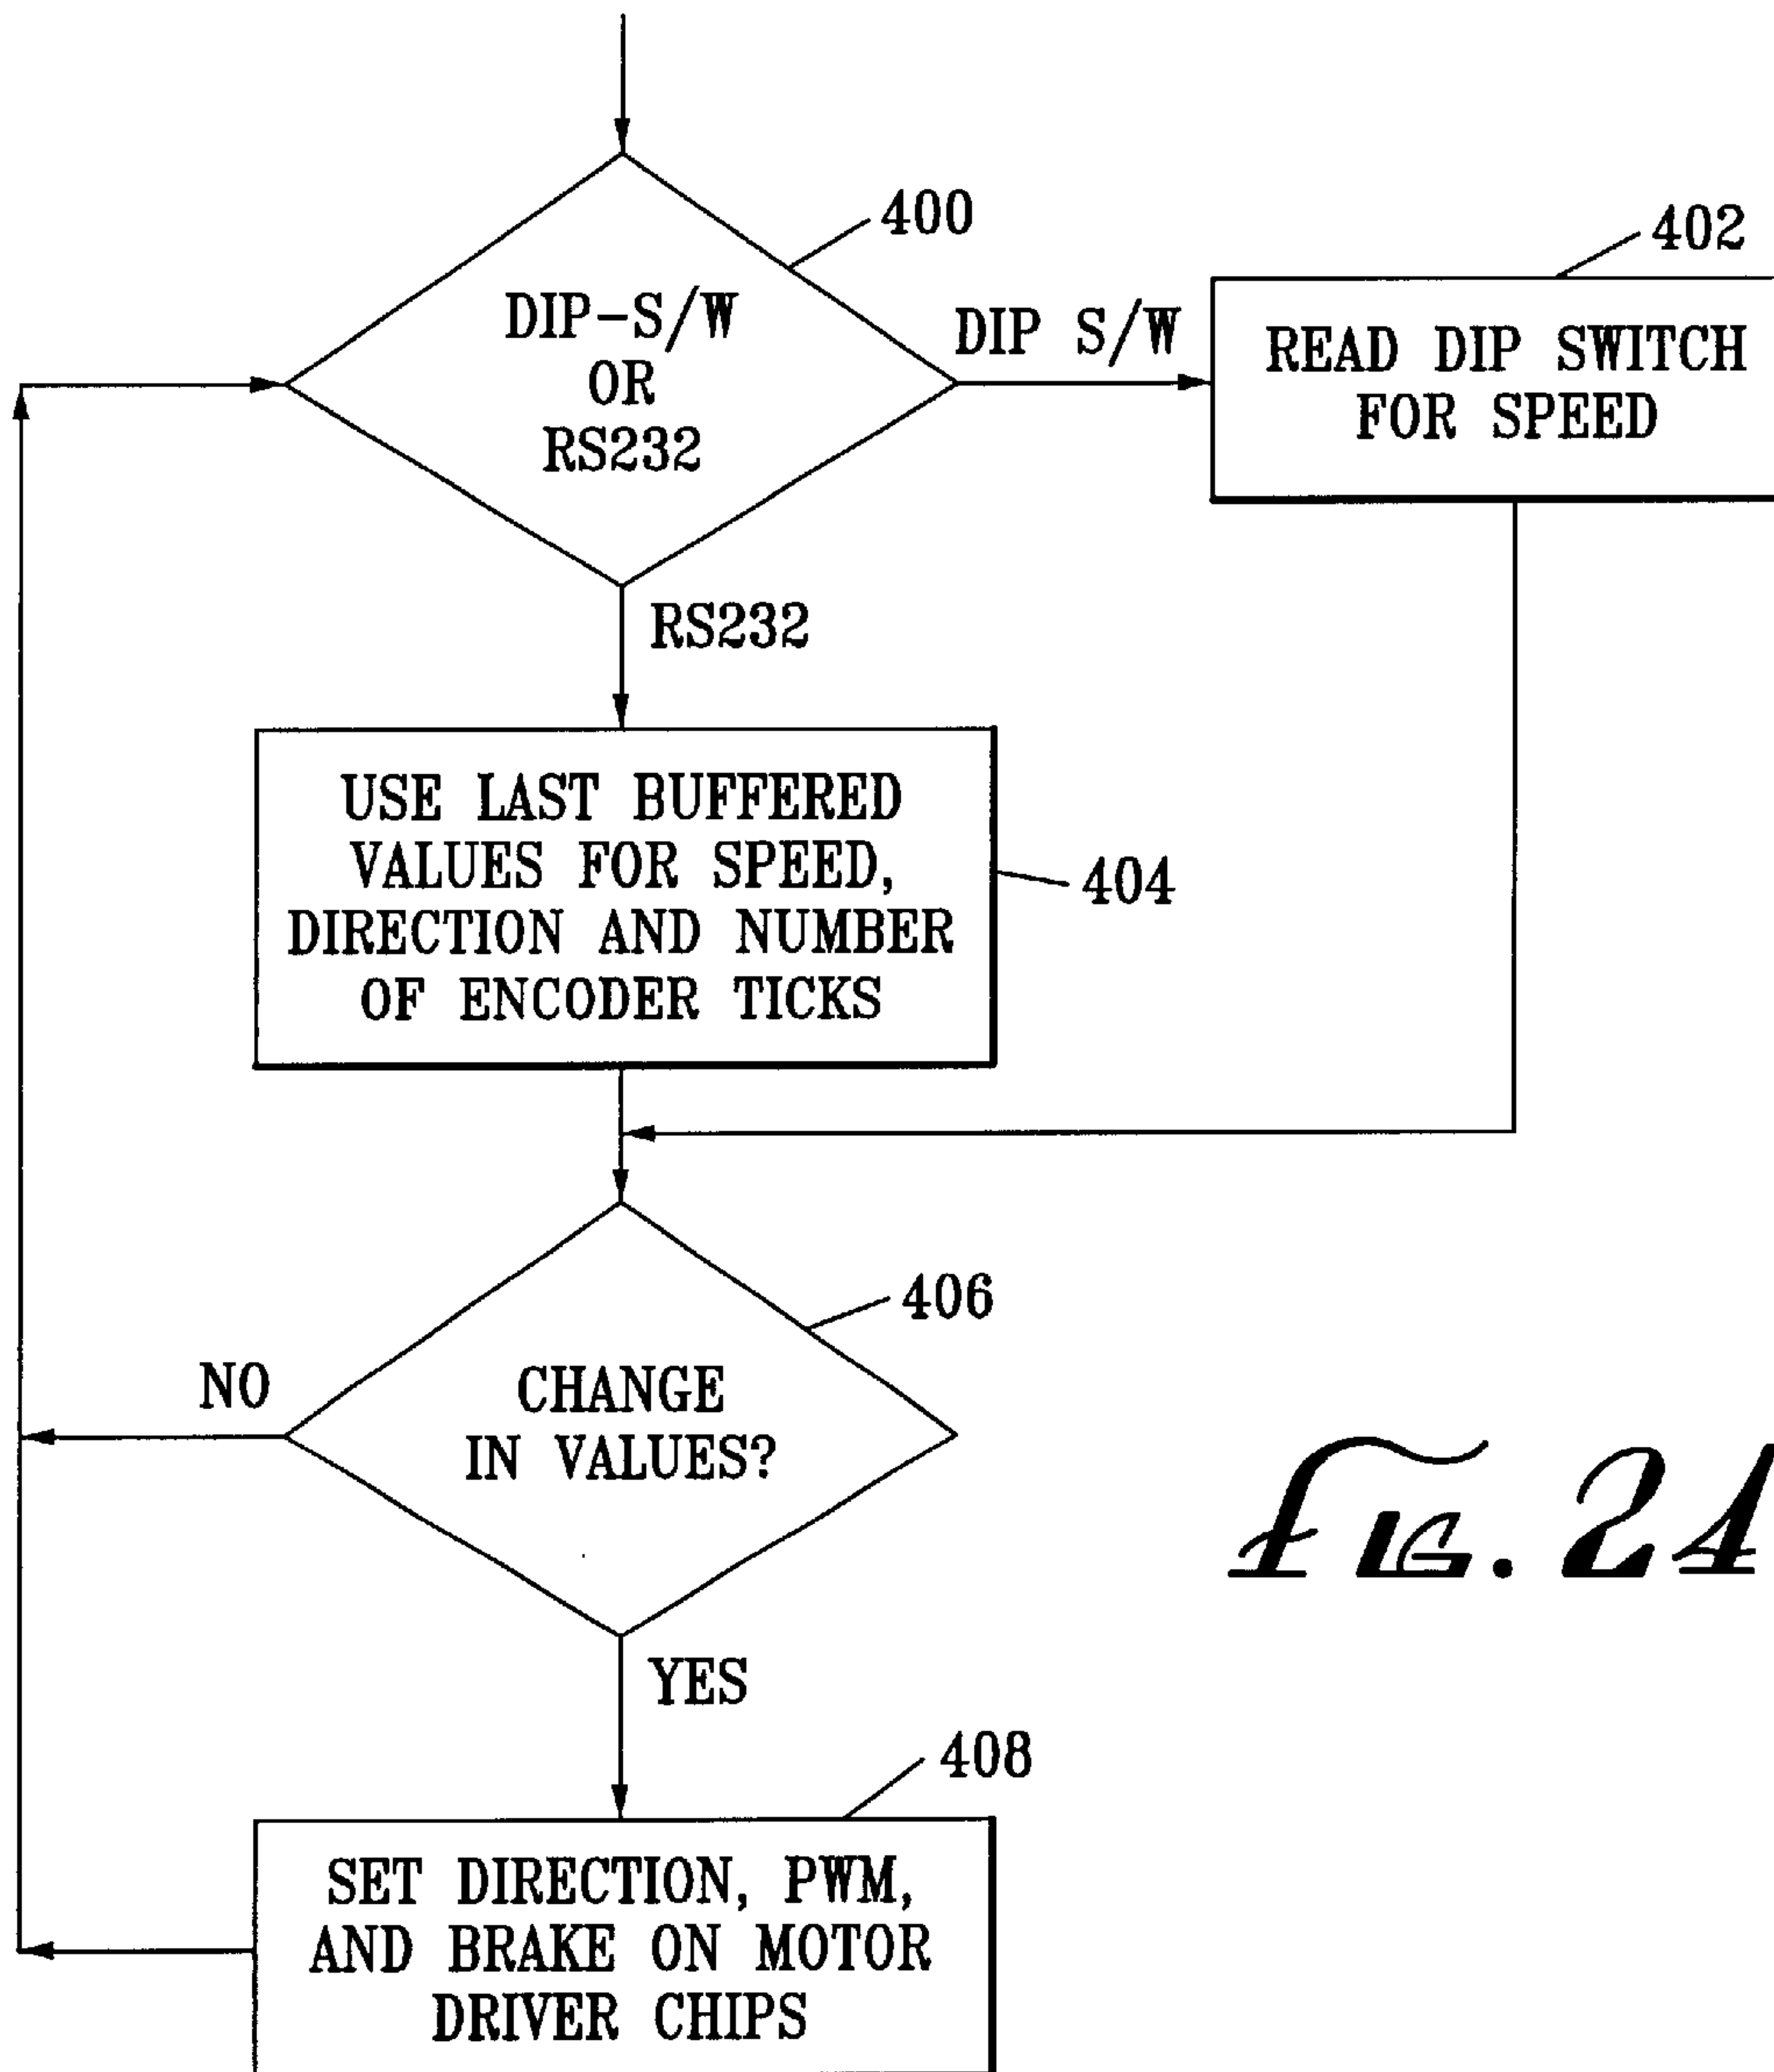 400
DIP-S/W
OR
RS232
DIP S/W
402
READ DIP SWITCH
FOR SPEED
RS232
USE LAST BUFFERED
VALUES FOR SPEED,
DIRECTION AND NUMBER
OF ENCODER TICKS
404
406
CHANGE
IN VALUES?
NO
YES
408
SET DIRECTION, PWM,
AND BRAKE ON MOTOR
DRIVER CHIPS
FIG. 24